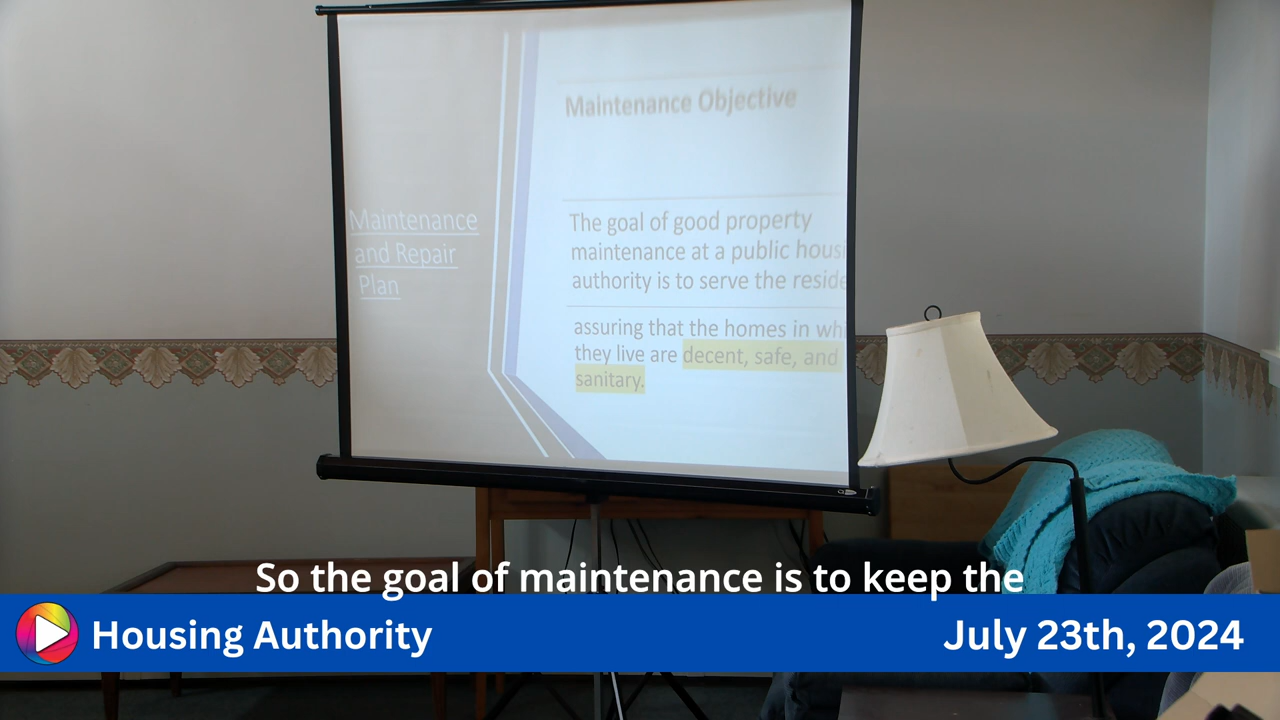 Maintenance Objective
Maintenance
and Repair
Plan
The goal of good property
maintenance at a public housi
authority is to serve the reside
assuring that the homes in wh
they live are decent, safe, and
sanitary.
So the goal of maintenance is to keep the
Housing Authority
July 23th, 2024